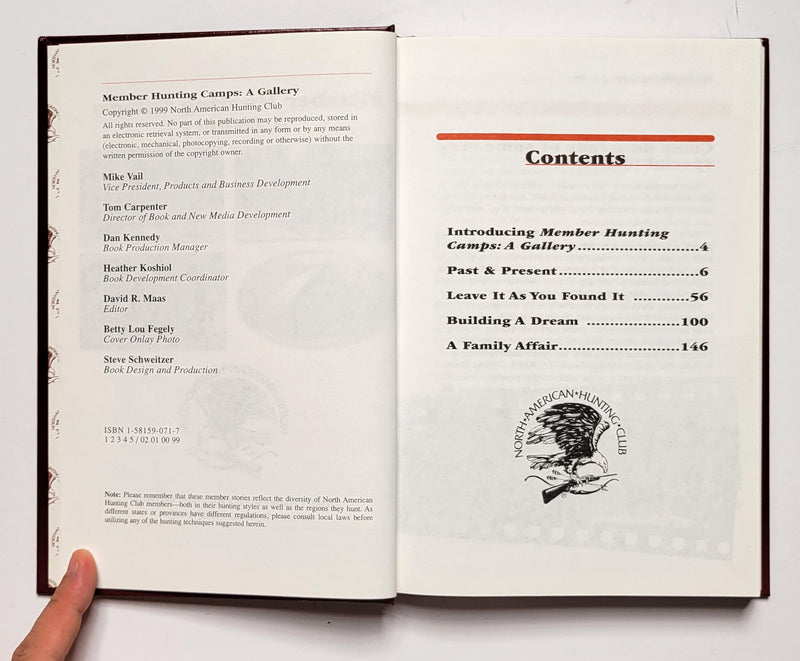 Member Hunting Camps: A Gallery
Copyright © 1999 North American Hunting Club
All rights reserved. No part of this publication may be reproduced, stored in
an electronic retrieval system, or transmitted in any form or by any means
(electronic, mechanical, photocopying, recording or otherwise) without the
written permission of the copyright owner.
Mike Vail
Vice President, Products and Business Development
Tom Carpenter
Director of Book and New Media Development
Dan Kennedy
Book Production Manager
Heather Koshiol
Book Development Coordinator
David R. Maas
Editor
Betty Lou Fegely
Cover Onlay Photo
Steve Schweitzer
Book Design and Production
ISBN 1-58159-071-7
1 2 3 4 5 / 02 01 00 99
Note: Please remember that these member stories reflect the diversity of North American
Hunting Club members—both in their hunting styles as well as the regions they hunt. As
different states or provinces have different regulations, please consult local laws before
utilizing any of the hunting techniques suggested herein.
Contents
Introducing Member Hunting
Camps: A Gallery..........................4
Past & Present..............................6
Leave It As You Found It ............56
Building A Dream ....................100
A Family Affair..........................146
NORTH•AMERICAN•HUNTING•CLUB